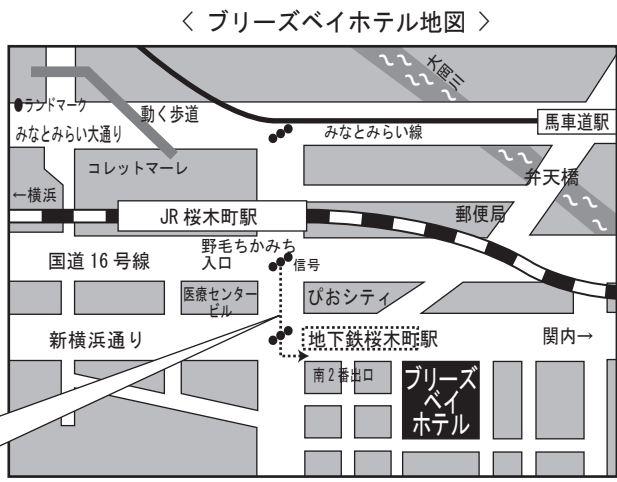 〈 ブリーズベイホテル地図 〉
大岡川
●ランドマーク
動く歩道
みなとみらい大通り
みなとみらい線
馬車道駅
コレットマーレ
弁天橋
←横浜
JR 桜木町駅
郵便局
野毛ちかみち
入口
国道 16 号線
信号
医療センター
ビル
ぴおシティ
新横浜通り
地下鉄桜木町駅
関内→
南2番出口
ブリーズ
ベイ
ホテル